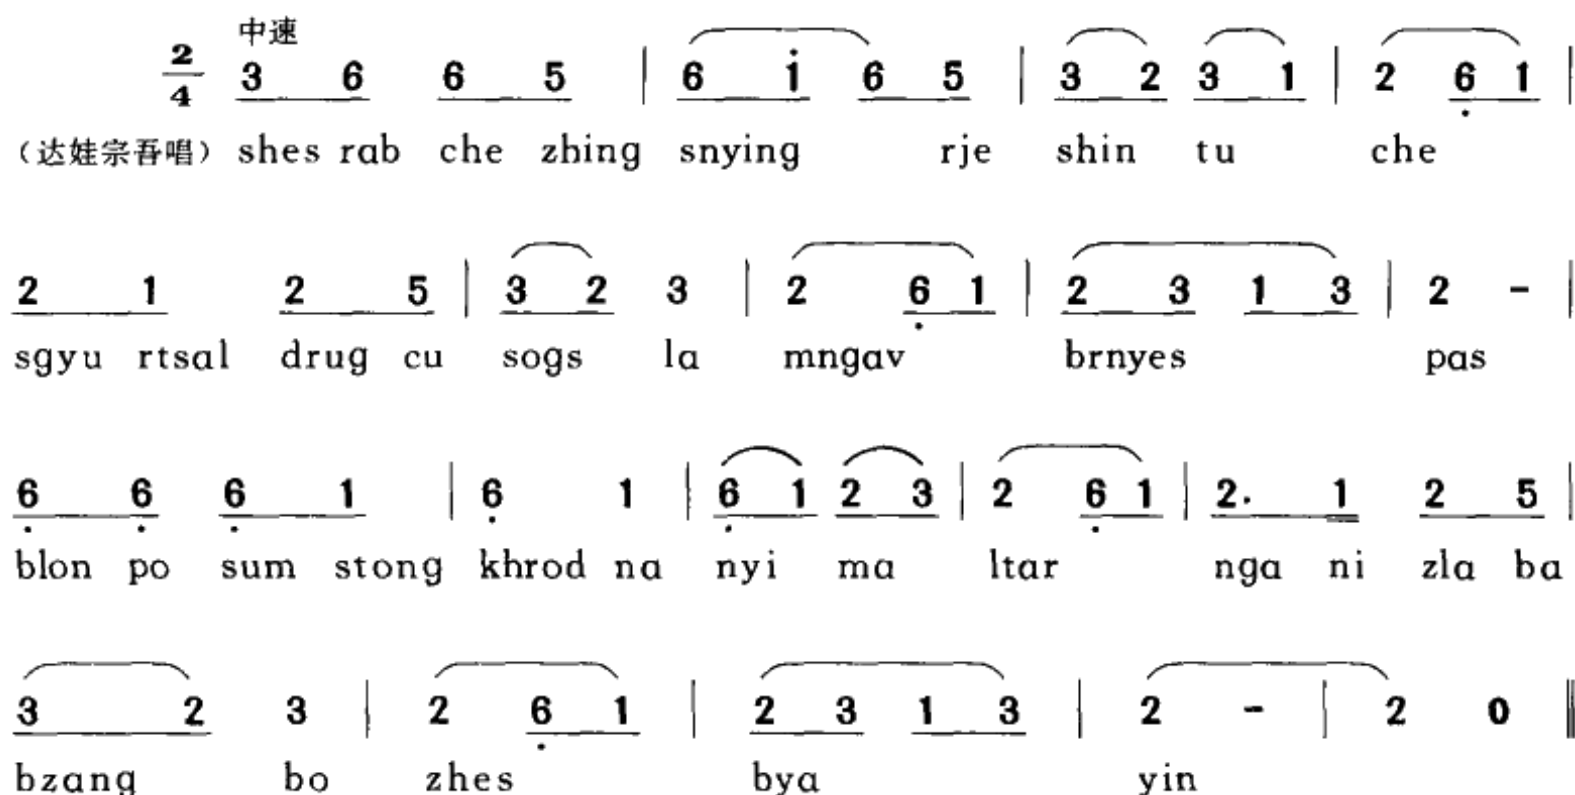 中速
2/4 3 6 6 5 | 6 i̇ 6 5 | 3 2 3 1 | 2 6̣ 1 |
（达娃宗吾唱） shes rab che zhing snying rje shin tu che
2 1 2 5 | 3 2 3 | 2 6̣ 1 | 2 3 1 3 | 2 - |
sgyu rtsal drug cu sogs la mngav brnyes pas
6̣ 6̣ 6̣ 1 | 6̣ 1 | 6̣ 1 2 3 | 2 6̣ 1 | 2. 1 2 5 |
blon po sum stong khrod na nyi ma ltar nga ni zla ba
3 2 3 | 2 6̣ 1 | 2 3 1 3 | 2 - | 2 0 ‖
bzang bo zhes bya yin